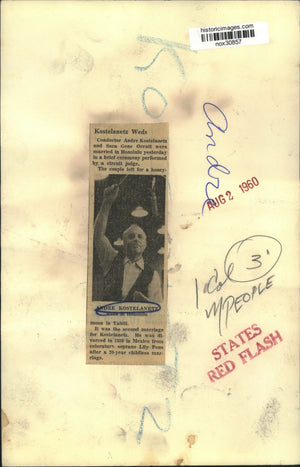 historicimages.com
nox30857
KOSTELANETZ
Andre
AUG 2 1960
Kostelanetz Weds
Conductor Andre Kostelanetz
and Sara Gene Orcutt were
married in Honolulu yesterday
in a brief ceremony performed
by a circuit judge.
The couple left for a honey-
ANDRE KOSTELANETZ
moon in Tahiti.
It was the second marriage
for Kostelanetz. He was di-
vorced in 1958 in Mexico from
coloratura soprano Lily Pons
after a 20-year childless mar-
riage.
1 Col
3"
M/PEOPLE
STATES
RED FLASH